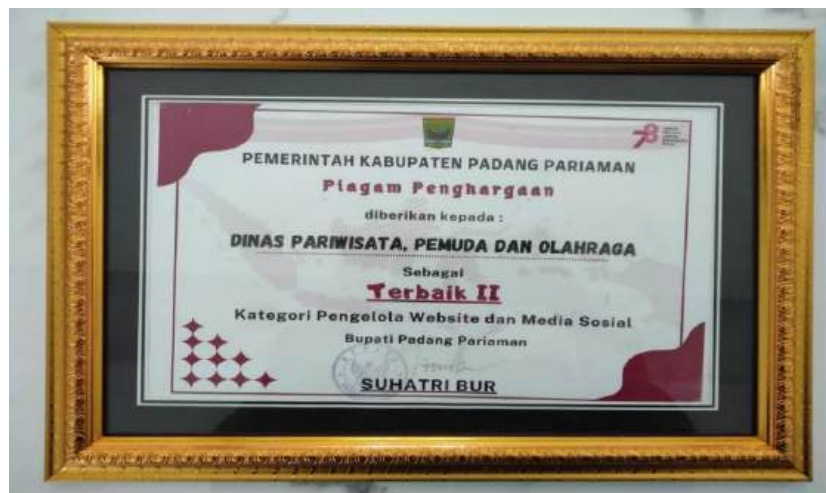 78
PEMERINTAH KABUPATEN PADANG PARIAMAN
Piagam Penghargaan
diberikan kepada :
DINAS PARIWISATA, PEMUDA DAN OLAHRAGA
Sebagai
Terbaik II
Kategori Pengelola Website dan Media Sosial
Bupati Padang Pariaman
SUHATRI BUR